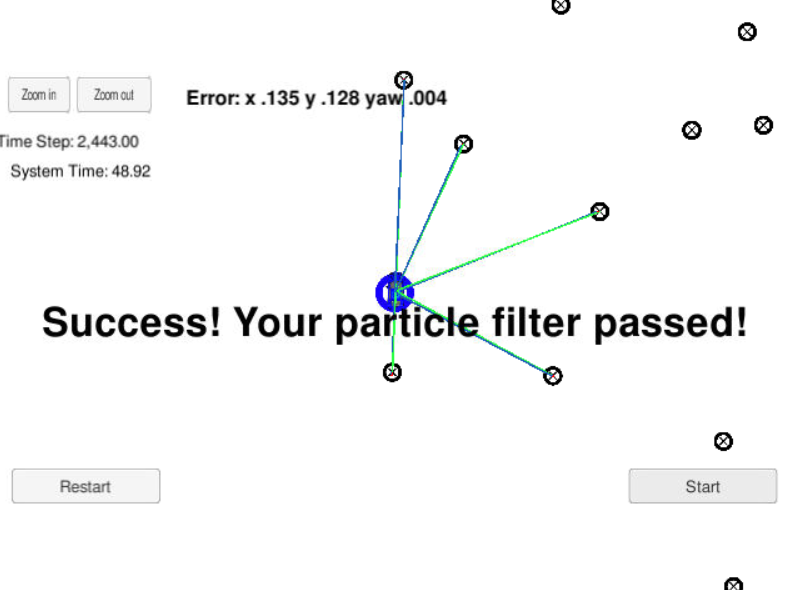 Zoom in
Zoom out
Error: x .135 y .128 yaw .004
Time Step: 2,443.00
System Time: 48.92
Success! Your particle filter passed!
Restart
Start